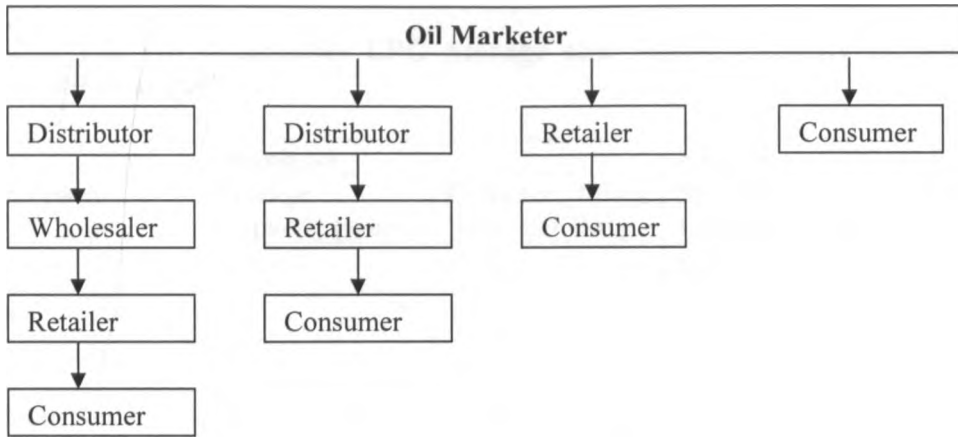 Oil Marketer
Distributor
Distributor
Retailer
Consumer
Wholesaler
Retailer
Consumer
Retailer
Consumer
Consumer